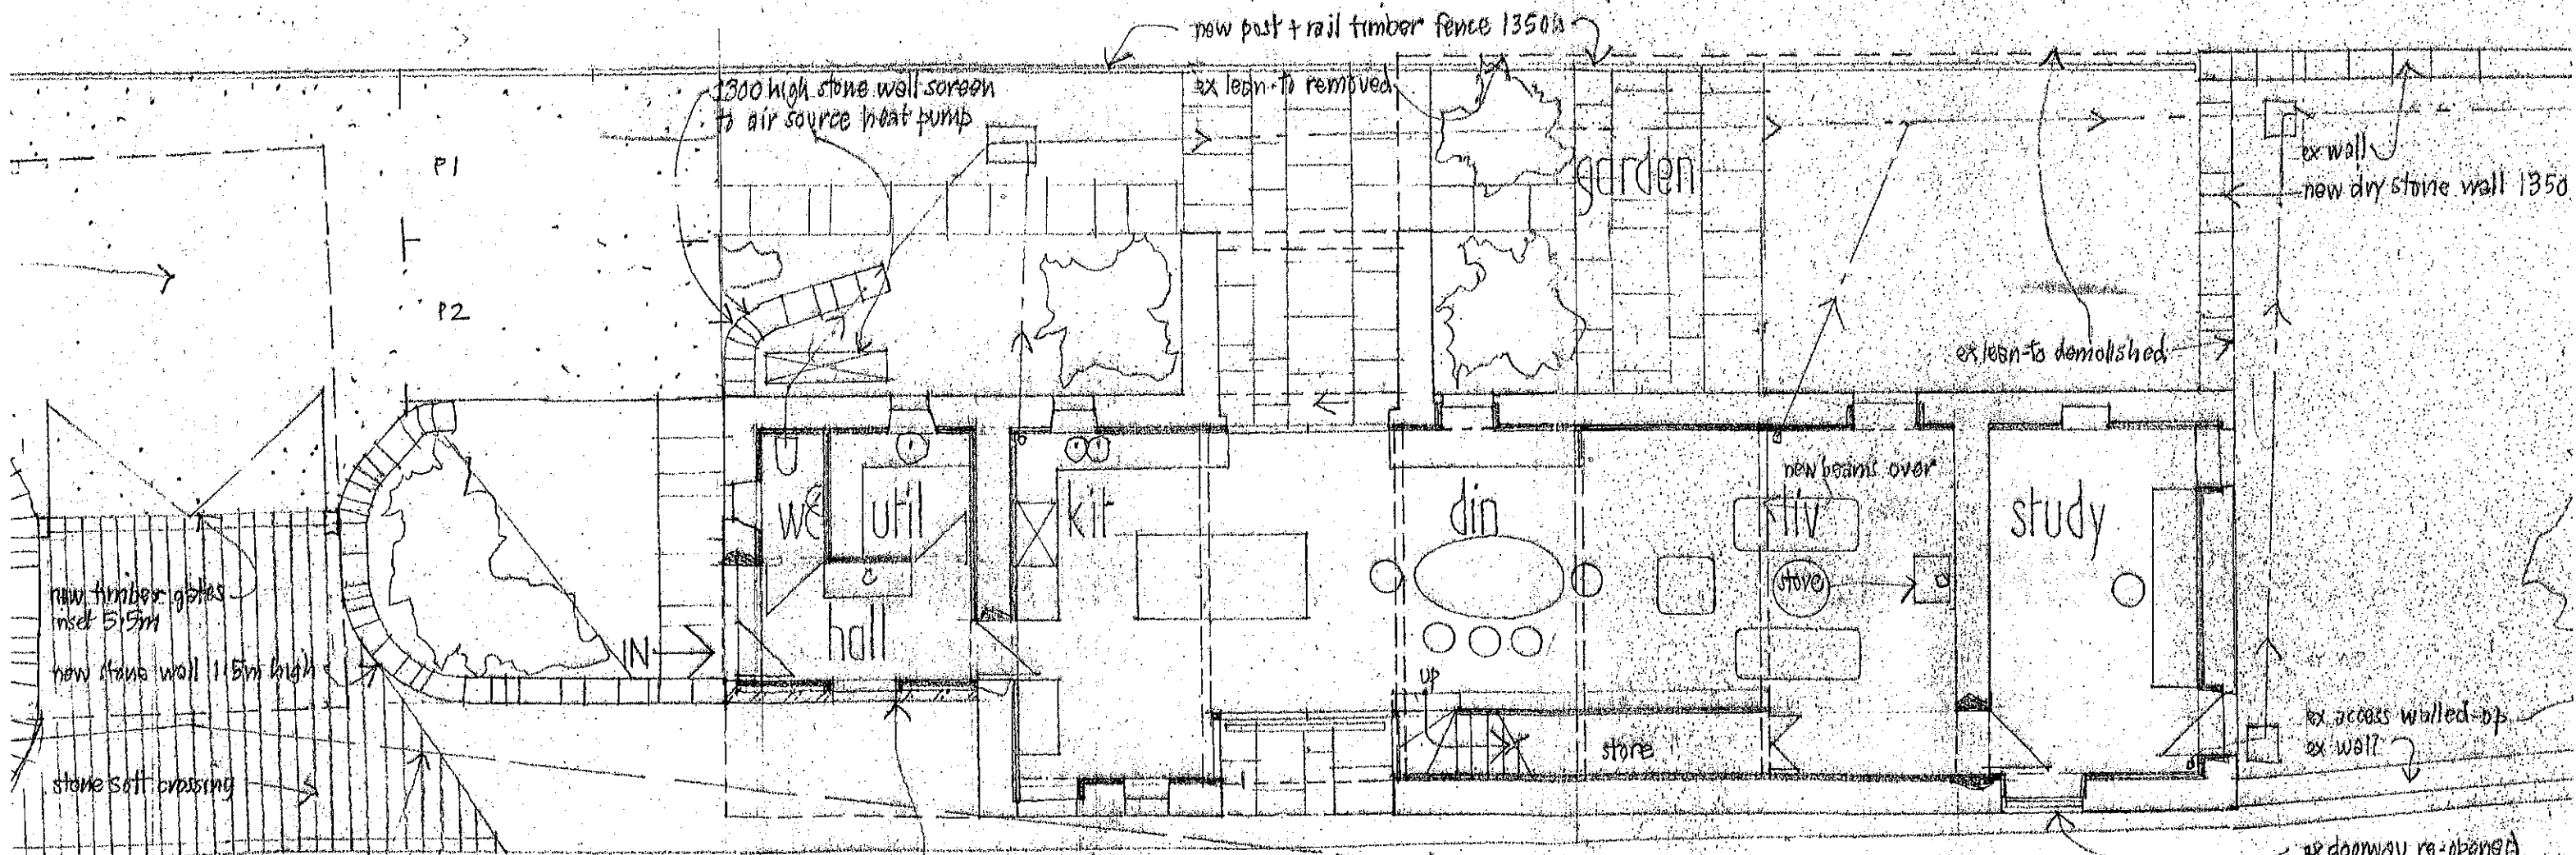 new post + rail timber fence 1350h
1300 high stone wall screen
to air source heat pump
ex lean-to removed
P1
garden
ex wall
new dry stone wall 1350
P2
ex lean-to demolished
new beams over
wc
util
kit
din
liv
study
stove
new timber gates
inset 5.5m
hall
IN
new stone wall 1.5m high
UP
store
ex access walled-up
ex wall
stone sett crossing
ex doorway re-opened